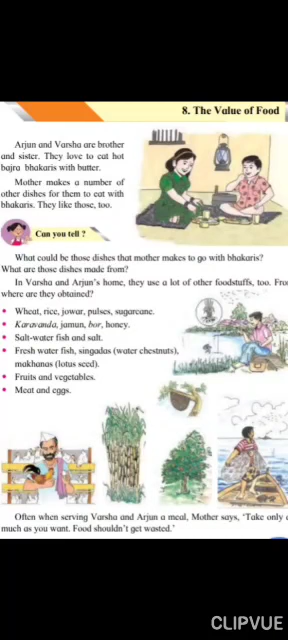 8. The Value of Food
Arjun and Varsha are brother
and sister. They love to eat hot
bajra bhakaris with butter.
Mother makes a number of
other dishes for them to eat with
bhakaris. They like those, too.
Can you tell ?
What could be those dishes that mother makes to go with bhakaris?
What are those dishes made from?
In Varsha and Arjun's home, they use a lot of other foodstuffs, too. Fro
where are they obtained?
• Wheat, rice, jowar, pulses, sugarcane.
• Karavanda, jamun, bor, honey.
• Salt-water fish and salt.
• Fresh water fish, singadas (water chestnuts),
makhanas (lotus seed).
• Fruits and vegetables.
• Meat and eggs.
Often when serving Varsha and Arjun a meal, Mother says, 'Take only
much as you want. Food shouldn't get wasted.'
CLIPVUE